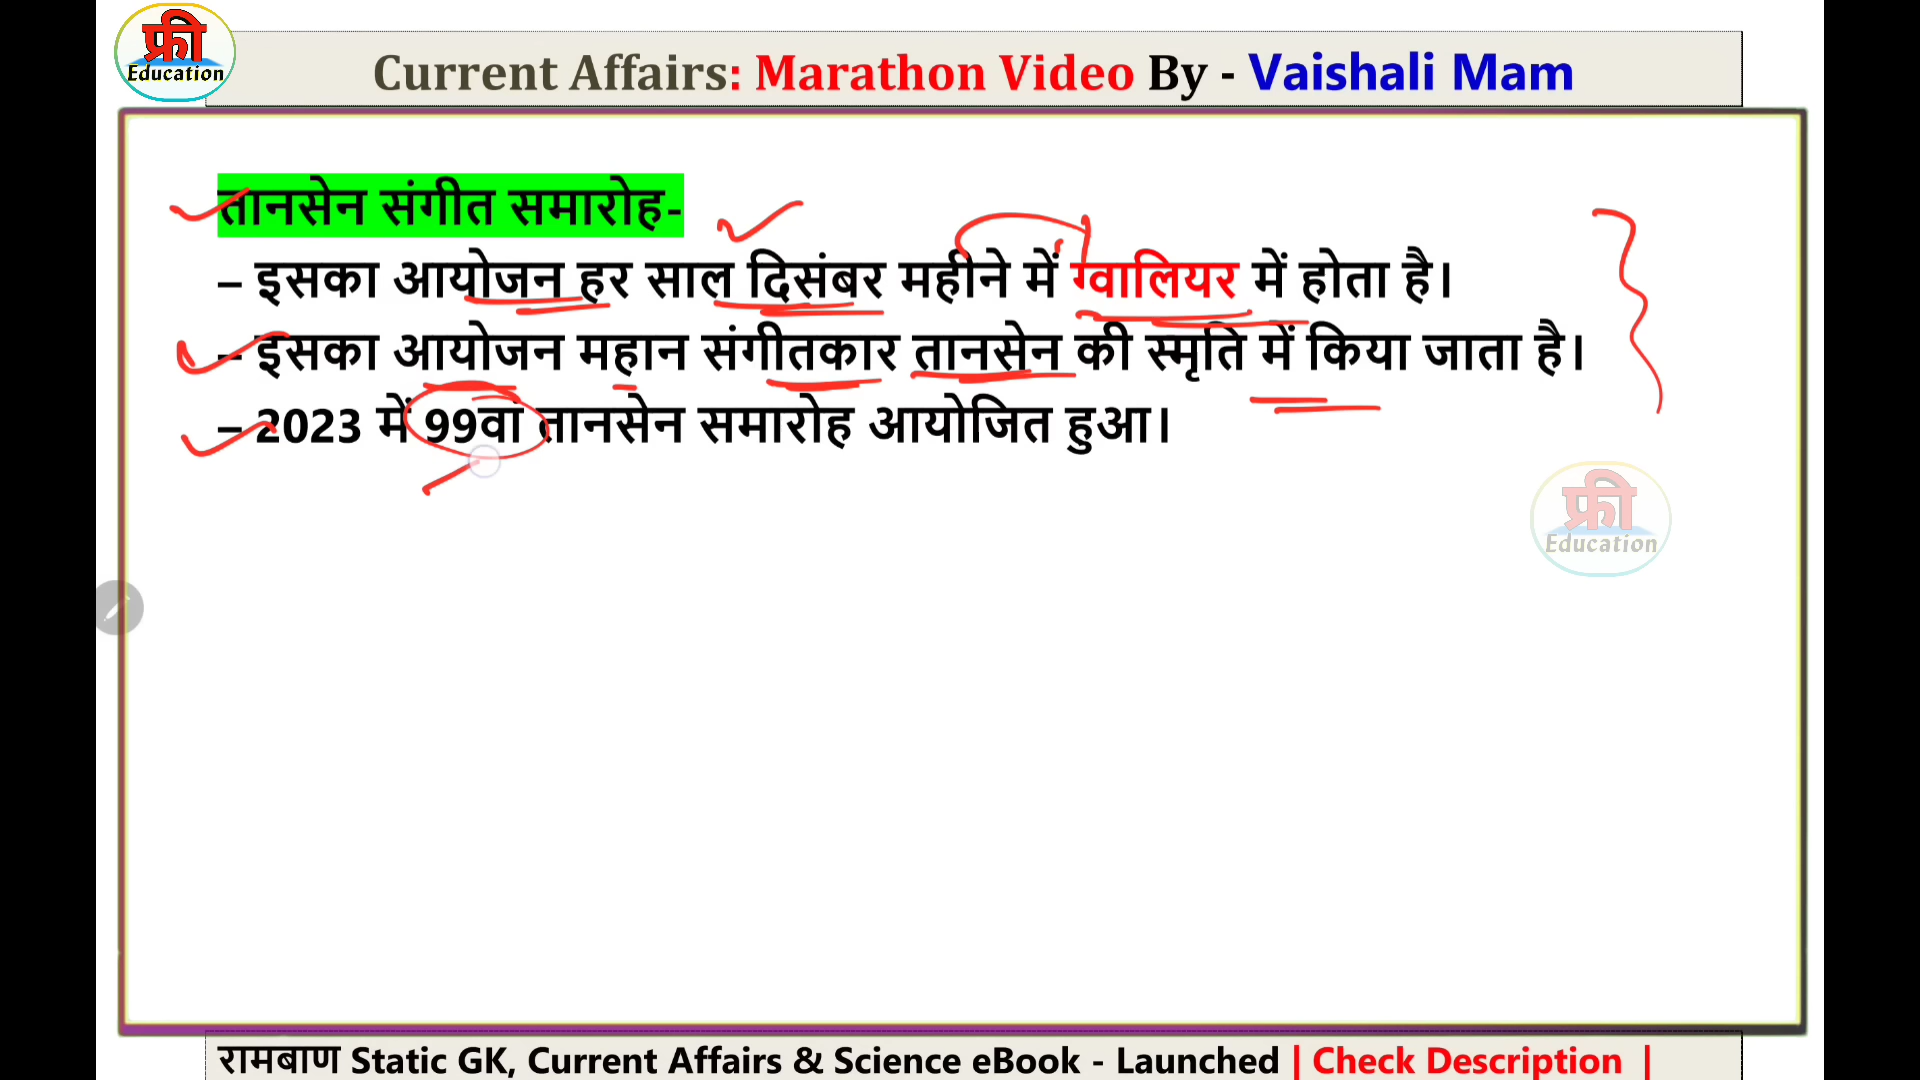 फ्री
Education
Current Affairs: Marathon Video By - Vaishali Mam
तानसेन संगीत समारोह-
– इसका आयोजन हर साल दिसंबर महीने में ग्वालियर में होता है।
– इसका आयोजन महान संगीतकार तानसेन की स्मृति में किया जाता है।
– 2023 में 99वां तानसेन समारोह आयोजित हुआ।
फ्री
Education
रामबाण Static GK, Current Affairs & Science eBook - Launched | Check Description |